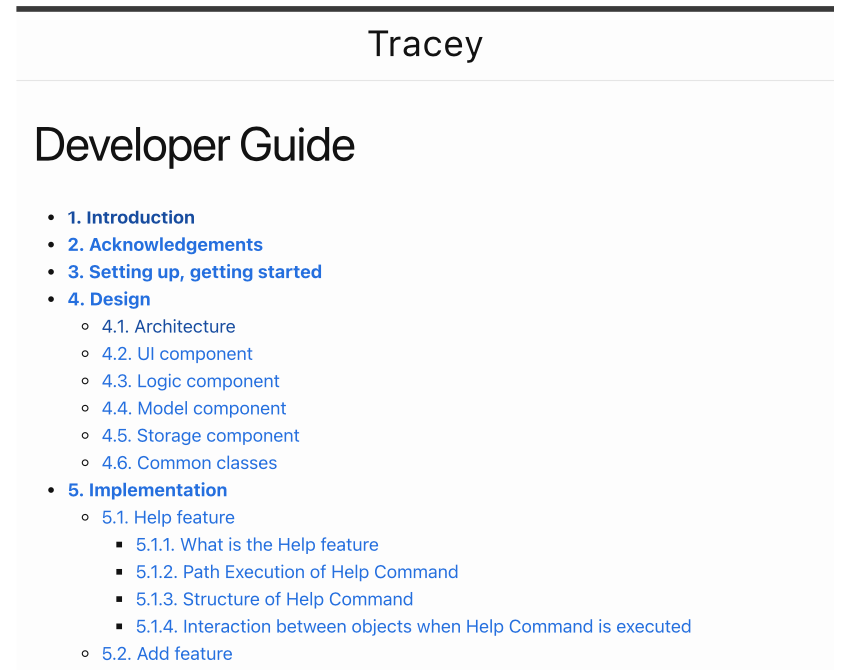 Tracey
Developer Guide
1. Introduction
2. Acknowledgements
3. Setting up, getting started
4. Design
4.1. Architecture
4.2. UI component
4.3. Logic component
4.4. Model component
4.5. Storage component
4.6. Common classes
5. Implementation
5.1. Help feature
5.1.1. What is the Help feature
5.1.2. Path Execution of Help Command
5.1.3. Structure of Help Command
5.1.4. Interaction between objects when Help Command is executed
5.2. Add feature